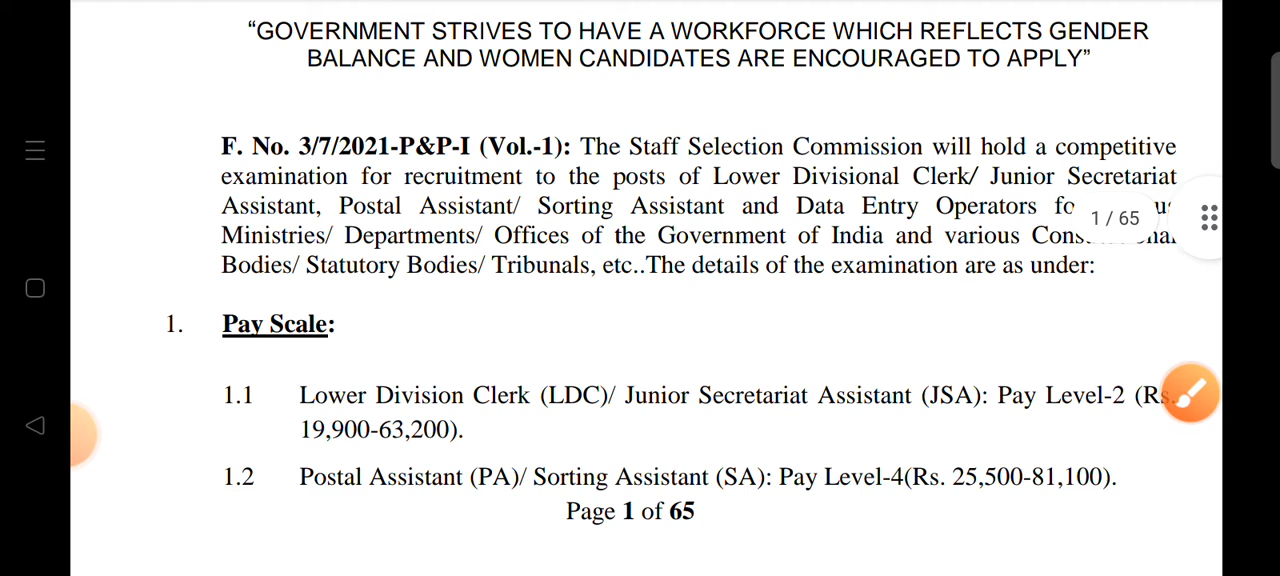 “GOVERNMENT STRIVES TO HAVE A WORKFORCE WHICH REFLECTS GENDER
BALANCE AND WOMEN CANDIDATES ARE ENCOURAGED TO APPLY”
F. No. 3/7/2021-P&P-I (Vol.-1): The Staff Selection Commission will hold a competitive
examination for recruitment to the posts of Lower Divisional Clerk/ Junior Secretariat
Assistant, Postal Assistant/ Sorting Assistant and Data Entry Operators
1 / 65
Ministries/ Departments/ Offices of the Government of India and various
Bodies/ Statutory Bodies/ Tribunals, etc..The details of the examination are as under:
1. Pay Scale:
1.1 Lower Division Clerk (LDC)/ Junior Secretariat Assistant (JSA): Pay Level-2 (Rs.
19,900-63,200).
1.2 Postal Assistant (PA)/ Sorting Assistant (SA): Pay Level-4(Rs. 25,500-81,100).
Page 1 of 65